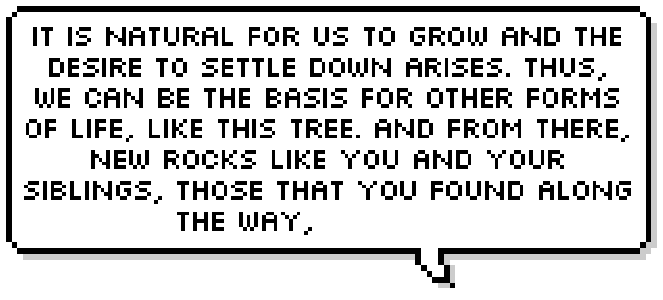 IT IS NATURAL FOR US TO GROW AND THE
DESIRE TO SETTLE DOWN ARISES. THUS,
WE CAN BE THE BASIS FOR OTHER FORMS
OF LIFE, LIKE THIS TREE. AND FROM THERE,
NEW ROCKS LIKE YOU AND YOUR
SIBLINGS, THOSE THAT YOU FOUND ALONG
THE WAY,